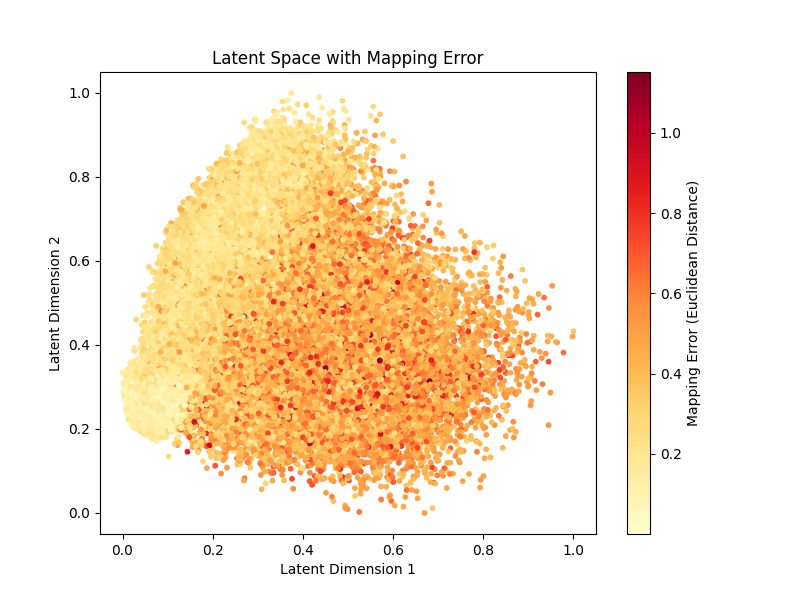 Latent Space with Mapping Error
1.0
0.8
0.6
0.4
0.2
0.0
Latent Dimension 2
0.0 0.2 0.4 0.6 0.8 1.0
Latent Dimension 1
1.0
0.8
0.6
0.4
0.2
Mapping Error (Euclidean Distance)